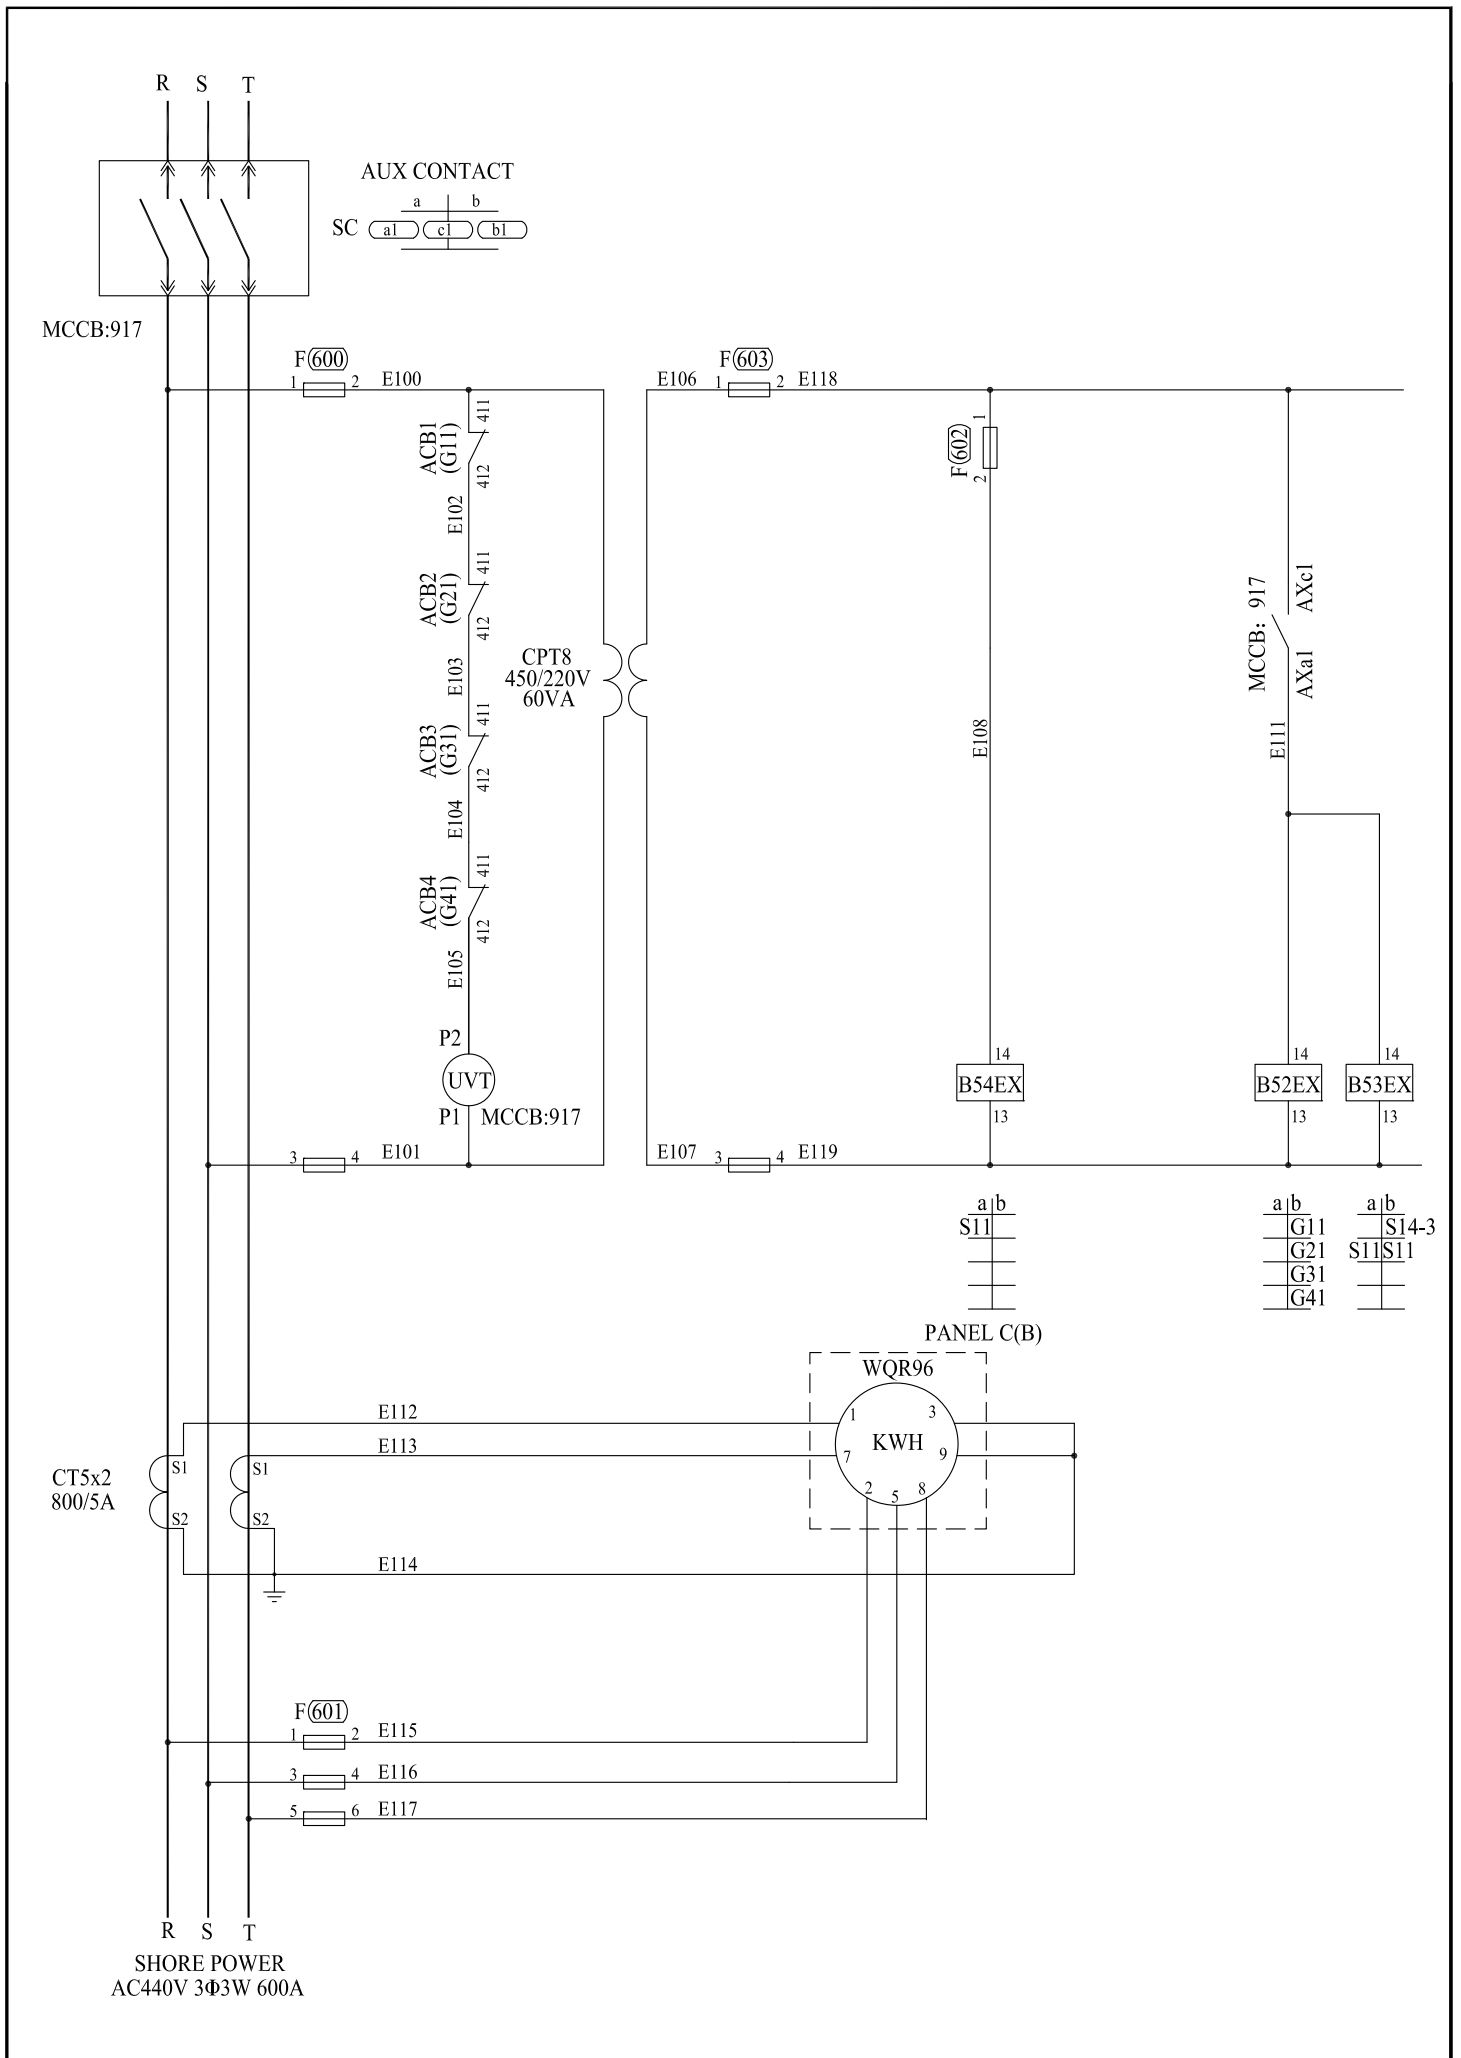 R S T
AUX CONTACT
a b
SC a1 c1 b1
MCCB:917
F(600)
1 2 E100
F(603)
E106 1 2 E118
ACB1
(G11)
411
412
E102
ACB2
(G21)
411
412
E103
ACB3
(G31)
411
412
E104
ACB4
(G41)
411
412
E105
P2
UVT
P1 MCCB:917
3 4 E101
CPT8
450/220V
60VA
F(602)
1
2
E108
MCCB: 917
AXc1
AXa1
E111
14 14 14
B54EX B52EX B53EX
13 13 13
E107 3 4 E119
a b
S11
a b
G11
G21
G31
G41
a b
S14-3
S11 S11
PANEL C(B)
WQR96
KWH
1 3
7 9
2 5 8
E112
E113
CT5x2
800/5A
S1 S1
S2 S2
E114
F(601)
1 2 E115
3 4 E116
5 6 E117
R S T
SHORE POWER
AC440V 3Φ3W 600A